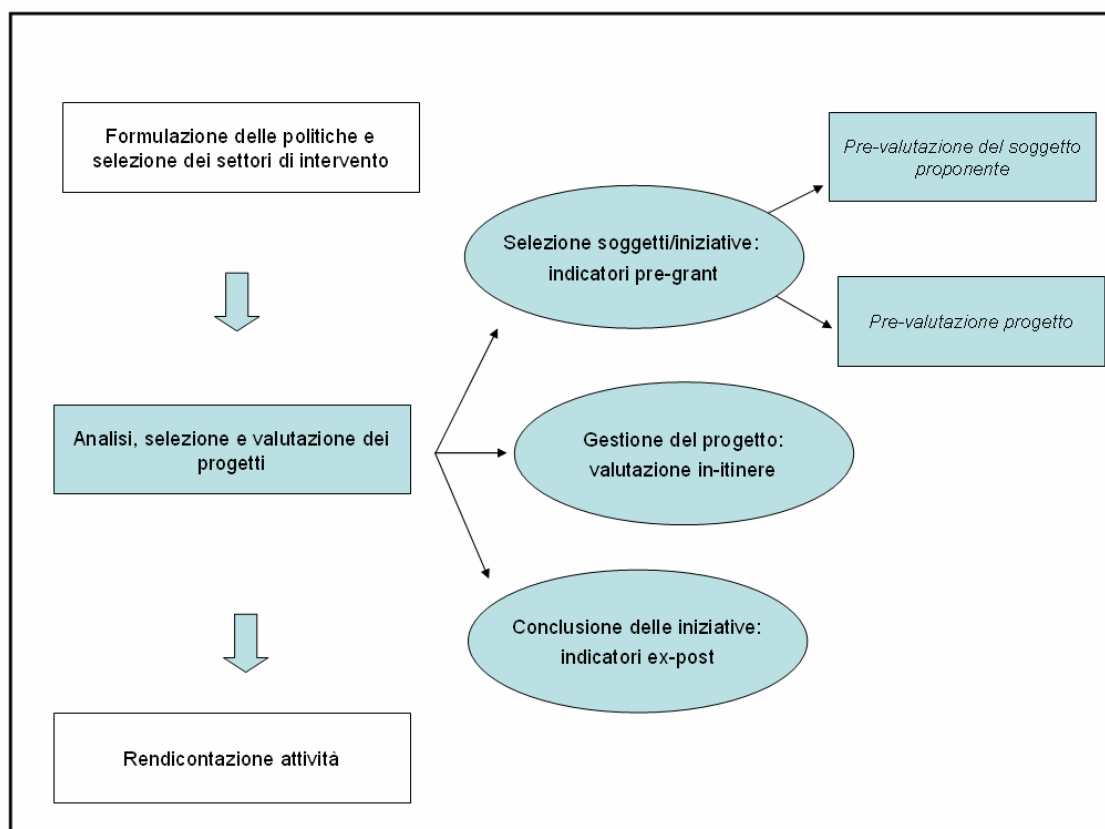 Formulazione delle politiche e
selezione dei settori di intervento
Pre-valutazione del soggetto
proponente
Selezione soggetti/iniziative:
indicatori pre-grant
Pre-valutazione progetto
Analisi, selezione e valutazione dei
progetti
Gestione del progetto:
valutazione in-itinere
Conclusione delle iniziative:
indicatori ex-post
Rendicontazione attività